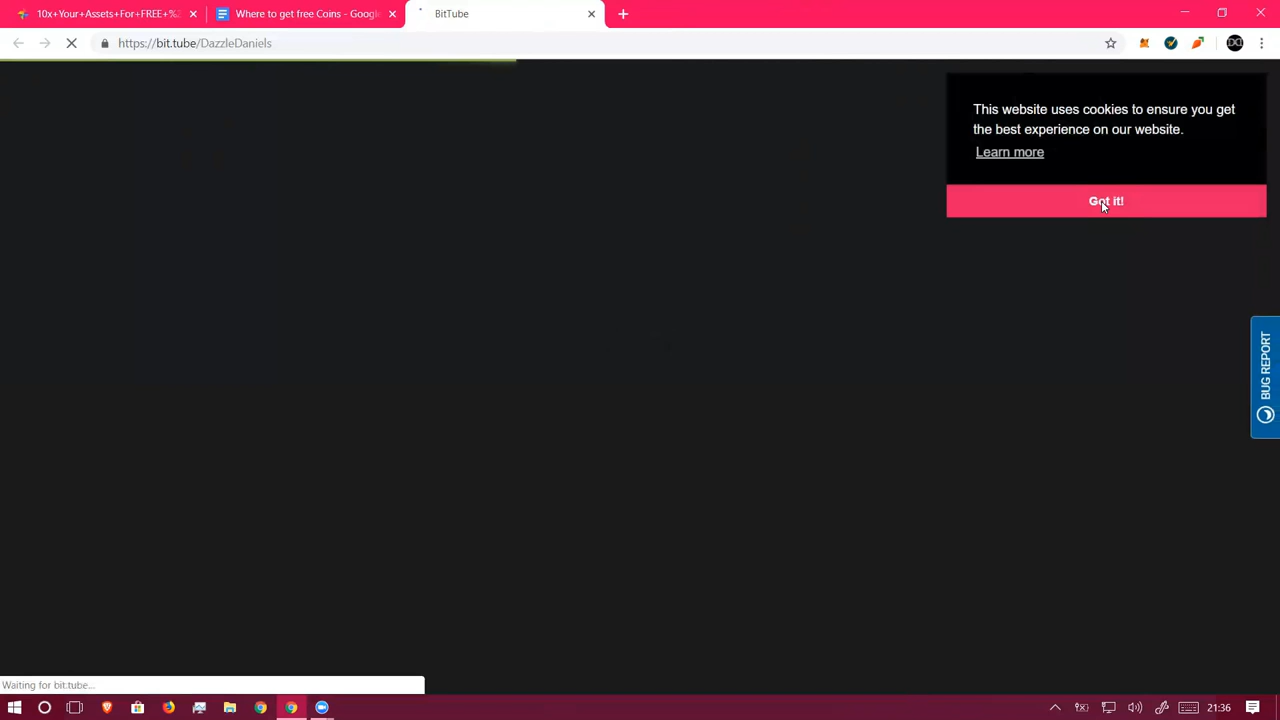 10x+Your+Assets+For+FREE+%2
Where to get free Coins - Google
BitTube
https://bit.tube/DazzleDaniels
This website uses cookies to ensure you get
the best experience on our website.
Learn more
Got it!
BUG REPORT
Waiting for bit.tube...
21:36